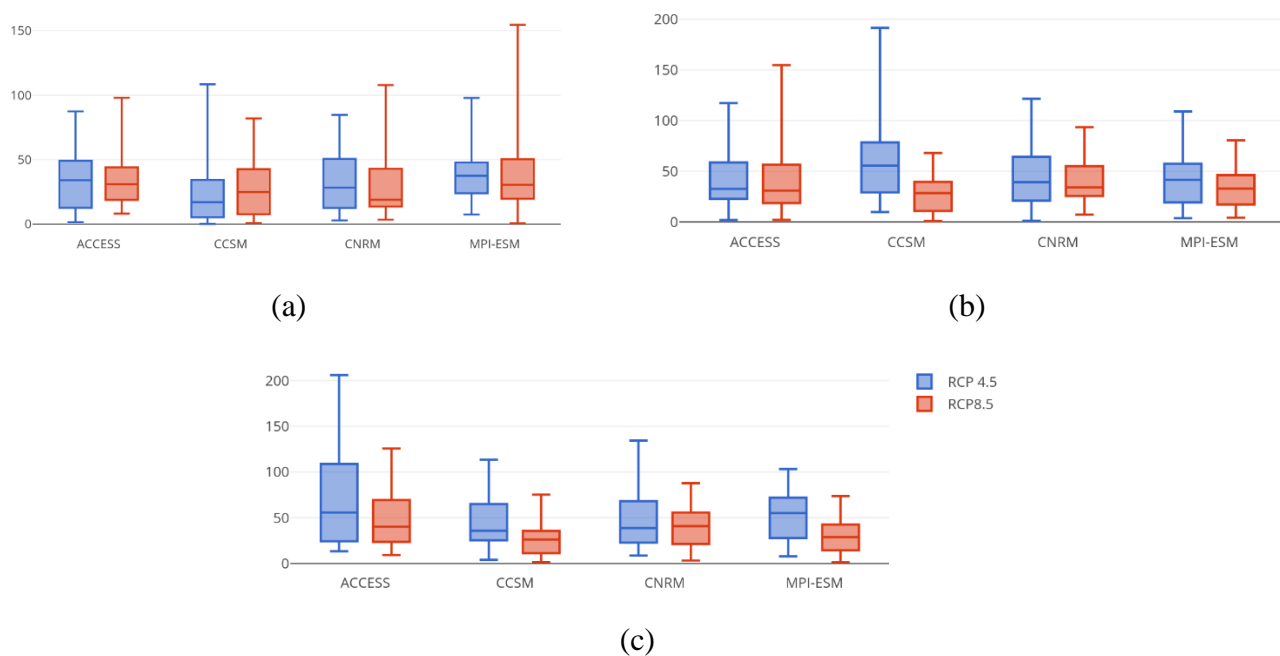 150
100
50
0
ACCESS CCSM CNRM MPI-ESM
(a)
200
150
100
50
0
ACCESS CCSM CNRM MPI-ESM
(b)
200
150
100
50
0
ACCESS CCSM CNRM MPI-ESM
RCP 4.5
RCP8.5
(c)